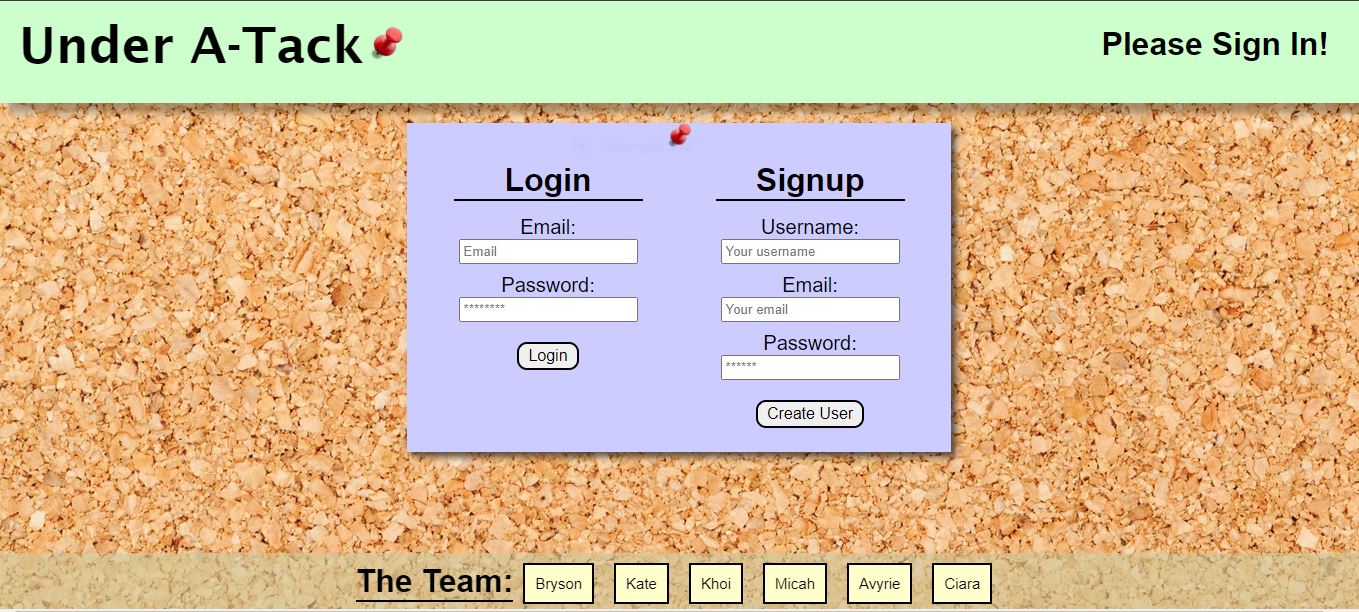 Under A-Tack
Please Sign In!
Login
Email:
Email
Password:
********
Login
Signup
Username:
Your username
Email:
Your email
Password:
******
Create User
The Team: Bryson Kate Khoi Micah Avyrie Ciara